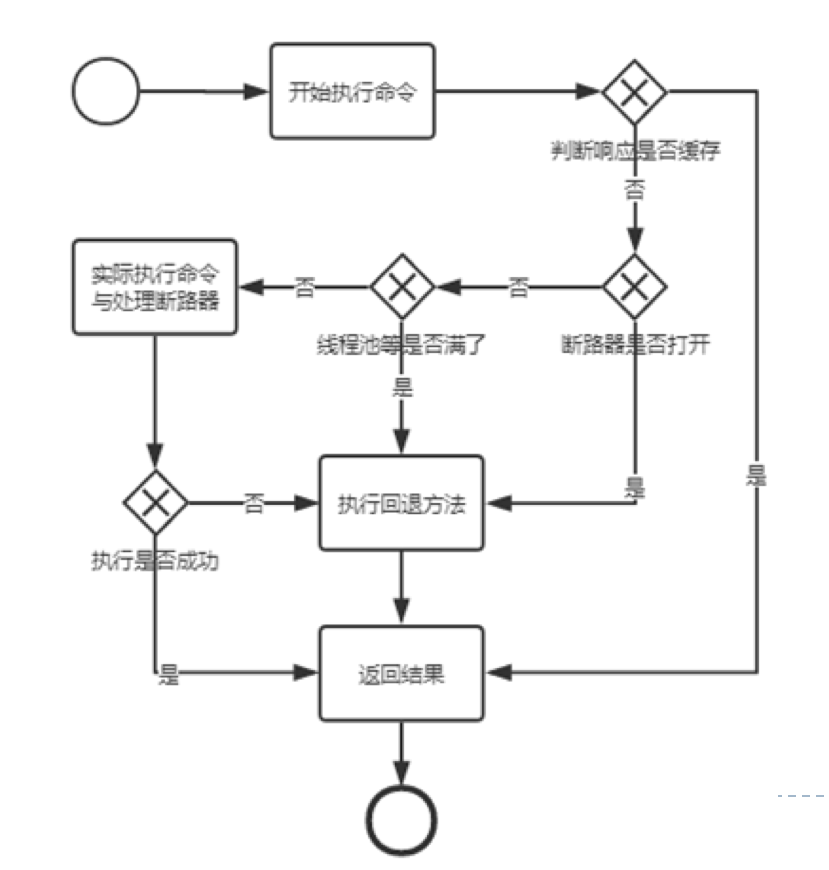 开始执行命令
判断响应是否缓存
否
实际执行命令
与处理断路器
否
否
线程池等是否满了
断路器是否打开
是
是
是
执行回退方法
否
执行是否成功
是
返回结果